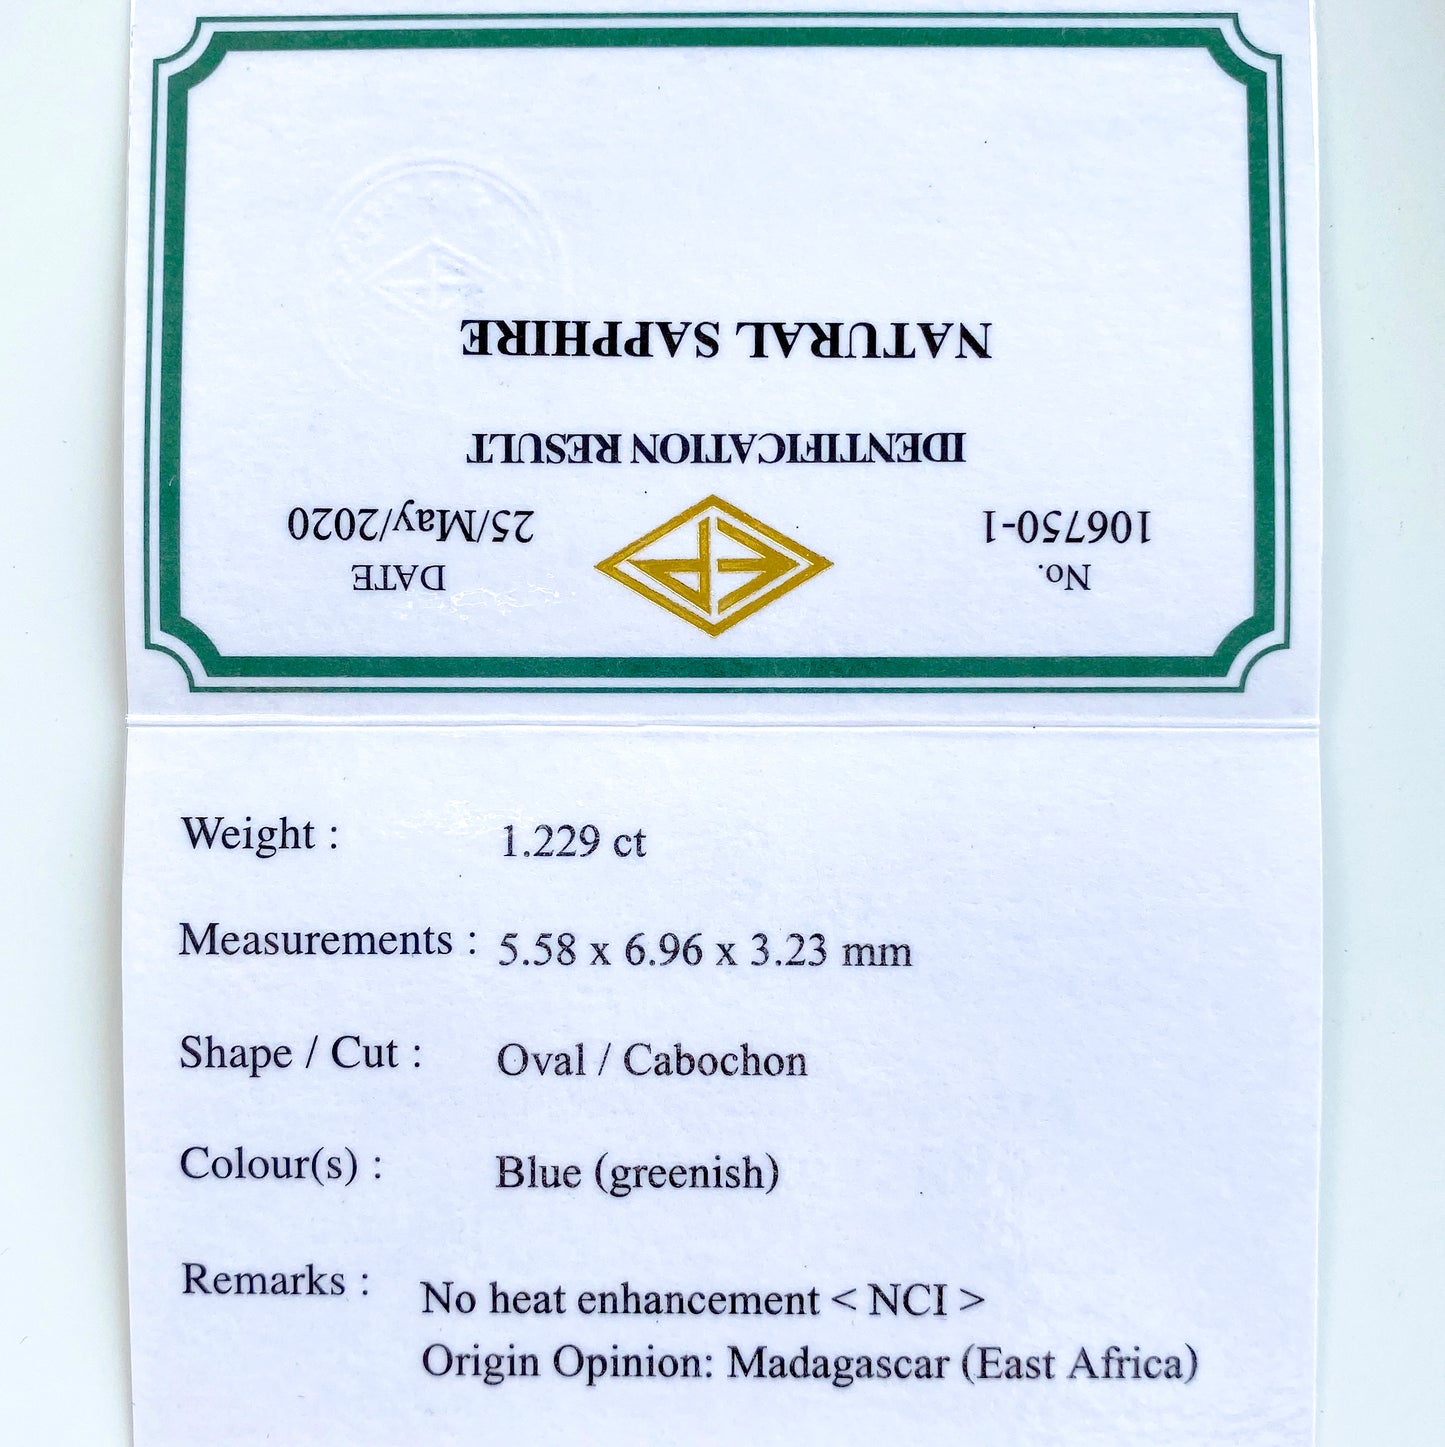 No.
106750-1
DATE
25/May/2020
IDENTIFICATION RESULT
NATURAL SAPPHIRE
Weight : 1.229 ct
Measurements : 5.58 x 6.96 x 3.23 mm
Shape / Cut : Oval / Cabochon
Colour(s) : Blue (greenish)
Remarks : No heat enhancement < NCI >
Origin Opinion: Madagascar (East Africa)